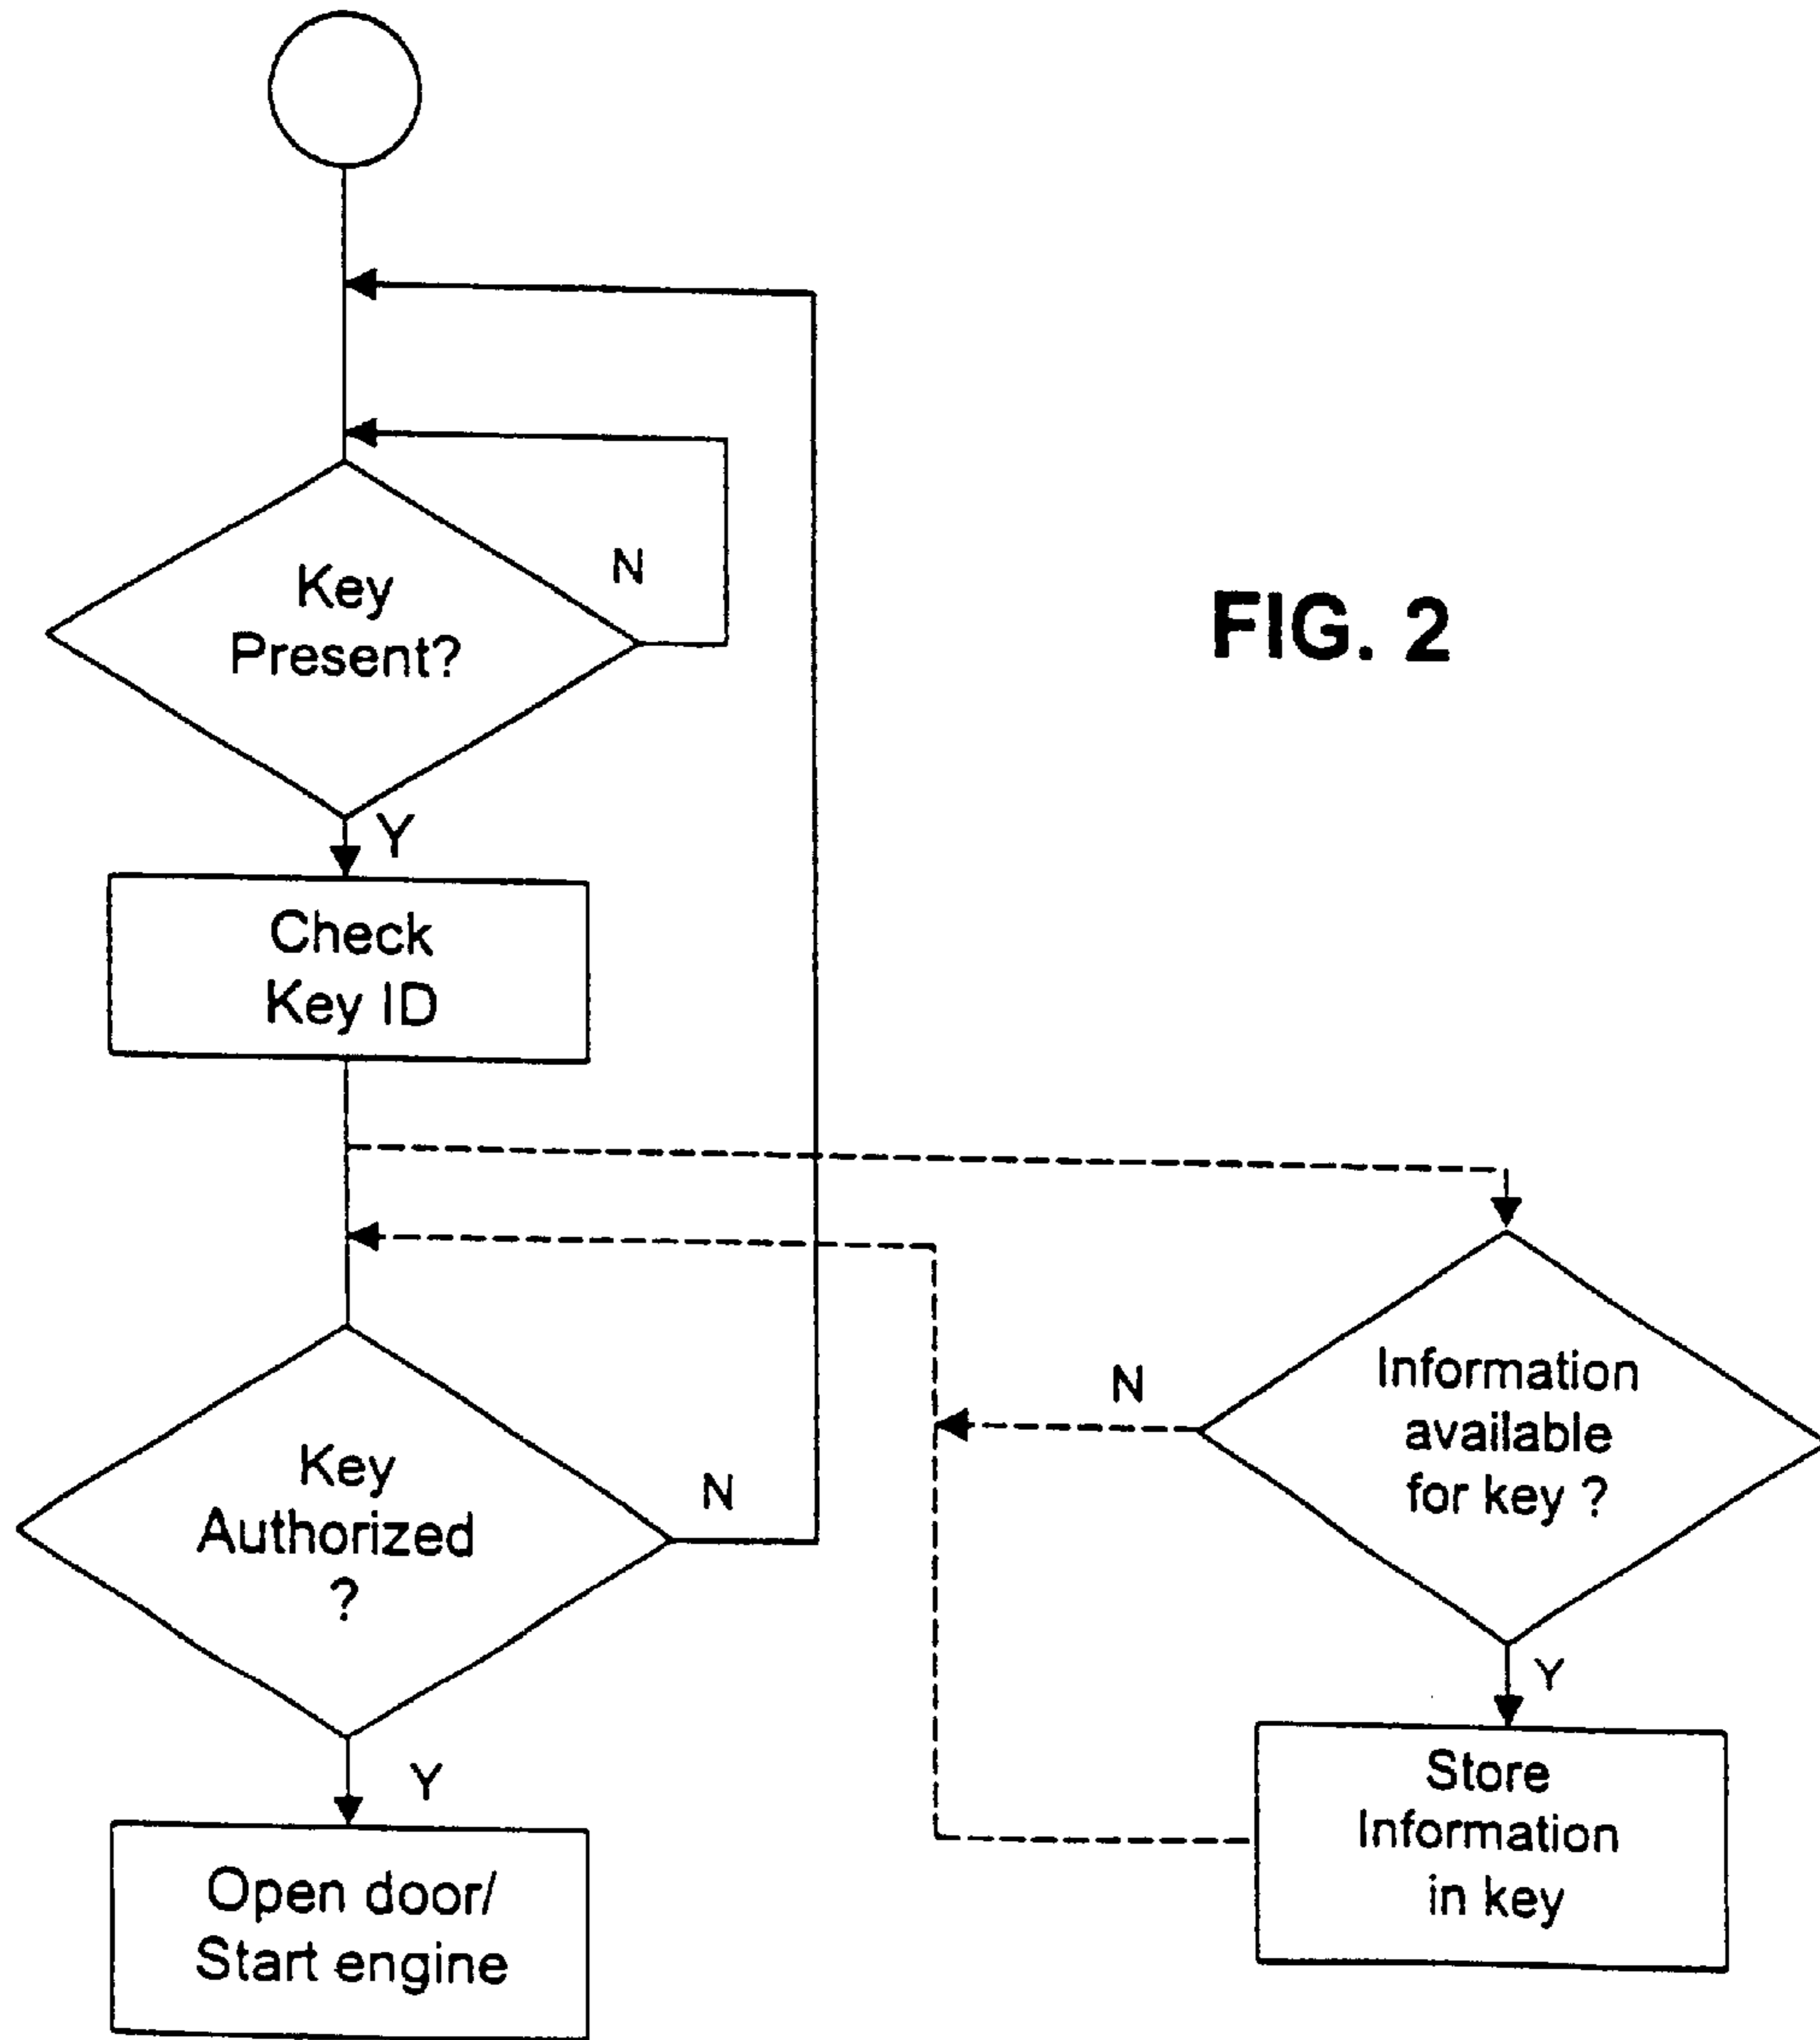 Key
Present?
N
FIG. 2
Y
Check
Key ID
Key
Authorized
?
N
Information
available
for key ?
N
Y
Y
Store
Information
in key
Open door/
Start engine